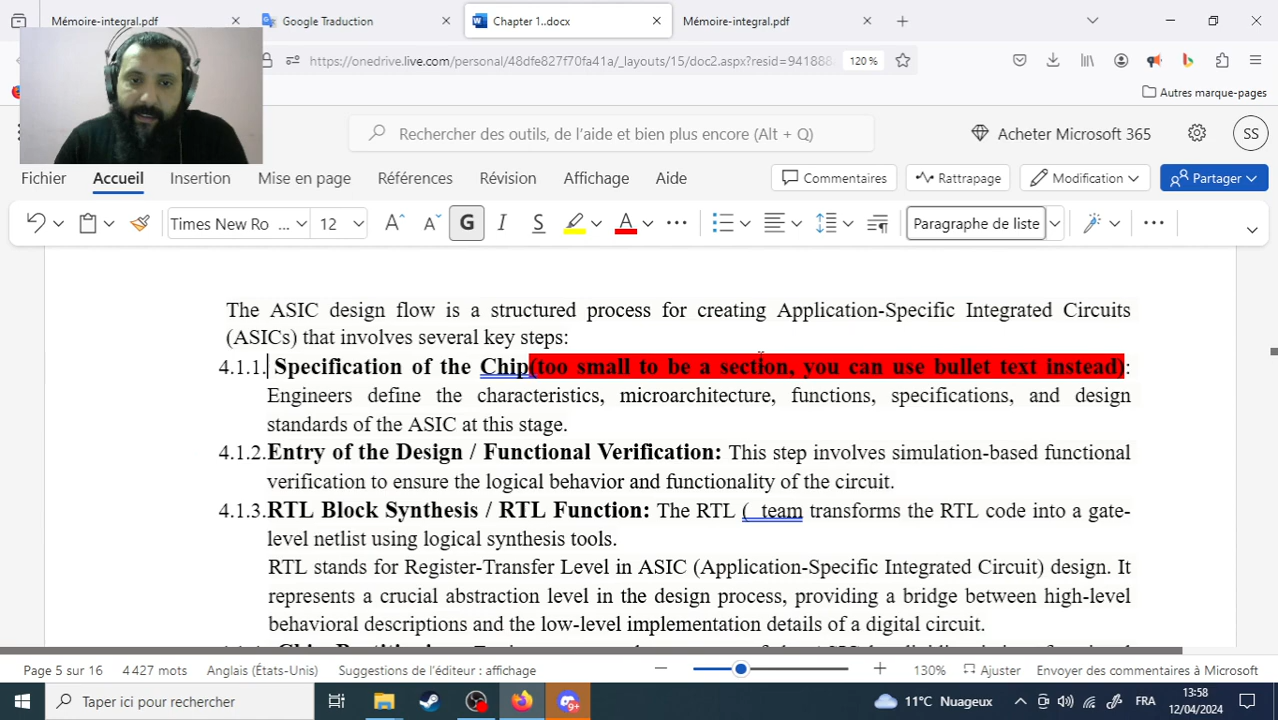 Mémoire-integral.pdf
Google Traduction
Chapter 1..docx
Mémoire-integral.pdf
https://onedrive.live.com/personal/48dfe827f70fa41a/_layouts/15/doc2.aspx?resid=941888
120 %
Autres marque-pages
Rechercher des outils, de l'aide et bien plus encore (Alt + Q)
Acheter Microsoft 365
SS
Fichier Accueil Insertion Mise en page Références Révision Affichage Aide
Commentaires
Rattrapage
Modification
Partager
Times New Ro ...
12
G I S
Paragraphe de liste
The ASIC design flow is a structured process for creating Application-Specific Integrated Circuits
(ASICs) that involves several key steps:
4.1.1. Specification of the Chip(too small to be a section, you can use bullet text instead):
Engineers define the characteristics, microarchitecture, functions, specifications, and design
standards of the ASIC at this stage.
4.1.2.Entry of the Design / Functional Verification: This step involves simulation-based functional
verification to ensure the logical behavior and functionality of the circuit.
4.1.3.RTL Block Synthesis / RTL Function: The RTL ( team transforms the RTL code into a gate-
level netlist using logical synthesis tools.
RTL stands for Register-Transfer Level in ASIC (Application-Specific Integrated Circuit) design. It
represents a crucial abstraction level in the design process, providing a bridge between high-level
behavioral descriptions and the low-level implementation details of a digital circuit.
Page 5 sur 16
4 427 mots
Anglais (États-Unis)
Suggestions de l'éditeur : affichage
130%
Ajuster
Envoyer des commentaires à Microsoft
Taper ici pour rechercher
9+
11°C Nuageux
FRA
13:58
12/04/2024